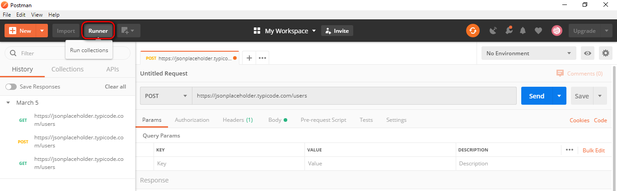 Postman
File Edit View Help
New Import Runner My Workspace Invite Upgrade
Run collections
Filter
History Collections APIs
Save Responses Clear all
March 5
GET https://jsonplaceholder.typicode.co
m/users
POST https://jsonplaceholder.typicode.co
m/users
GET https://jsonplaceholder.typicode.co
m/users
POST https://jsonplaceholder.typico...
No Environment
Untitled Request
Comments (0)
POST https://jsonplaceholder.typicode.com/users Send Save
Params Authorization Headers (1) Body Pre-request Script Tests Settings Cookies Code
Query Params
KEY VALUE DESCRIPTION Bulk Edit
Key Value Description
Response